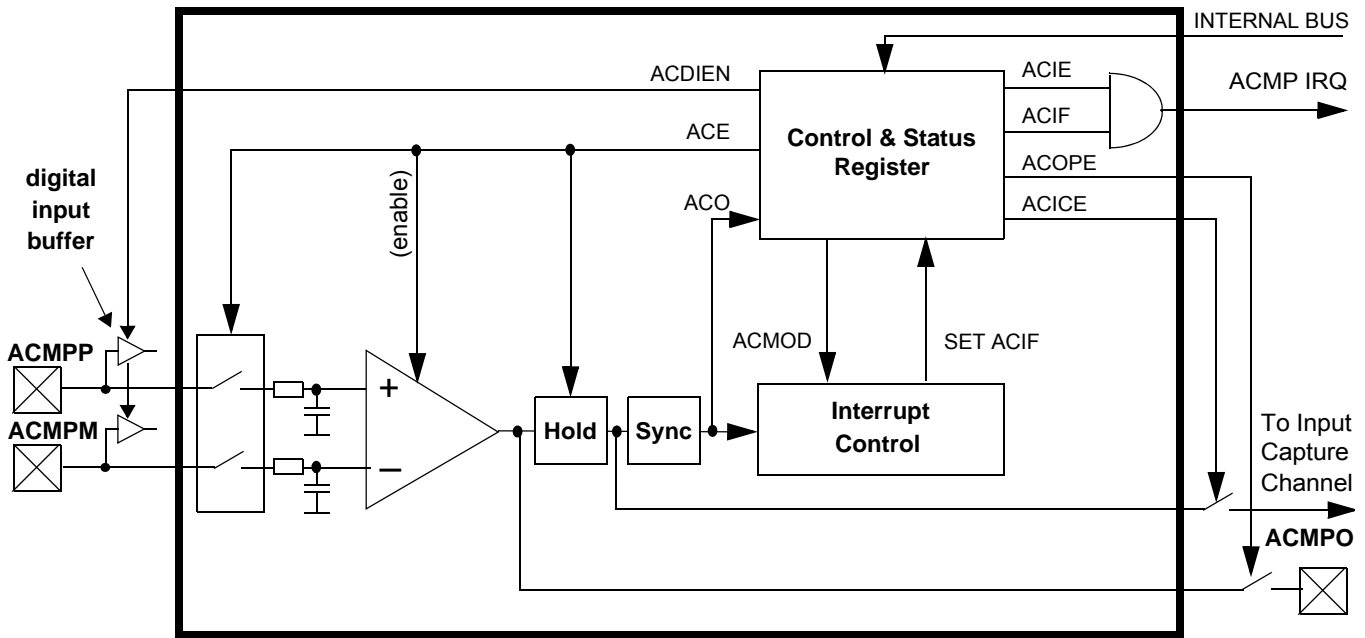 INTERNAL BUS
ACDIEN
ACIE
ACMP IRQ
ACIF
ACE
Control & Status
Register
ACOPE
digital
input
buffer
(enable)
ACO
ACICE
ACMOD
SET ACIF
ACMPP
+
ACMPM
Hold
Sync
Interrupt
Control
To Input
Capture
Channel
−
ACMPO